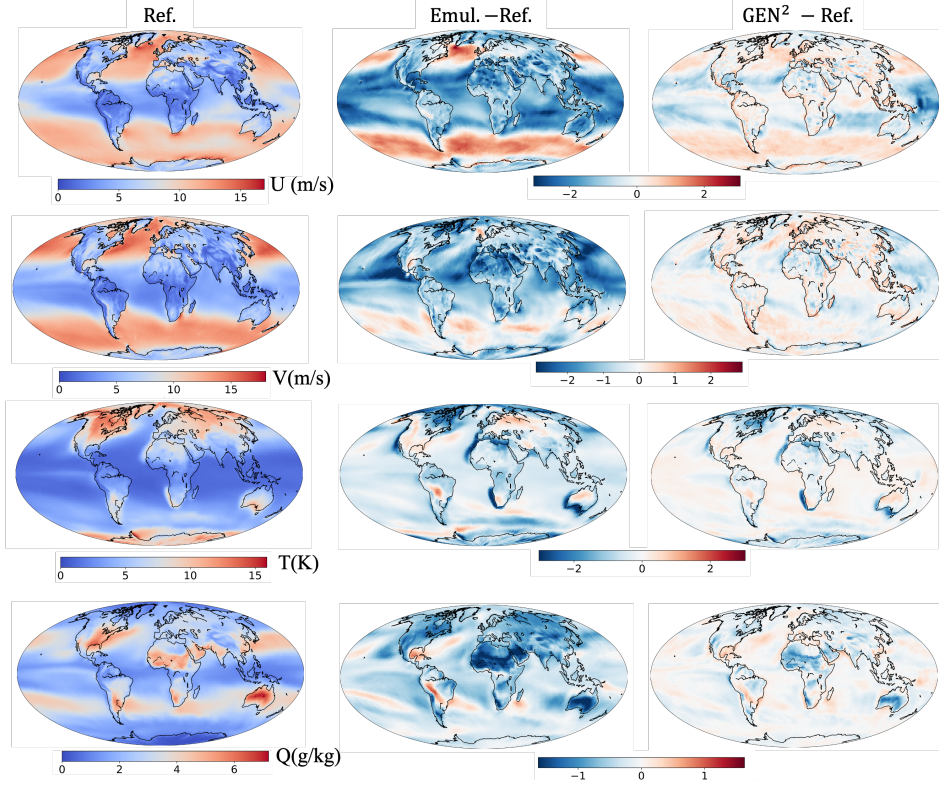 Ref. Emul. −Ref. GEN² − Ref.
0 5 10 15 U (m/s) −2 0 2
0 5 10 15 V(m/s) −2 −1 0 1 2
0 5 10 15 T(K) −2 0 2
0 2 4 6 Q(g/kg) −1 0 1